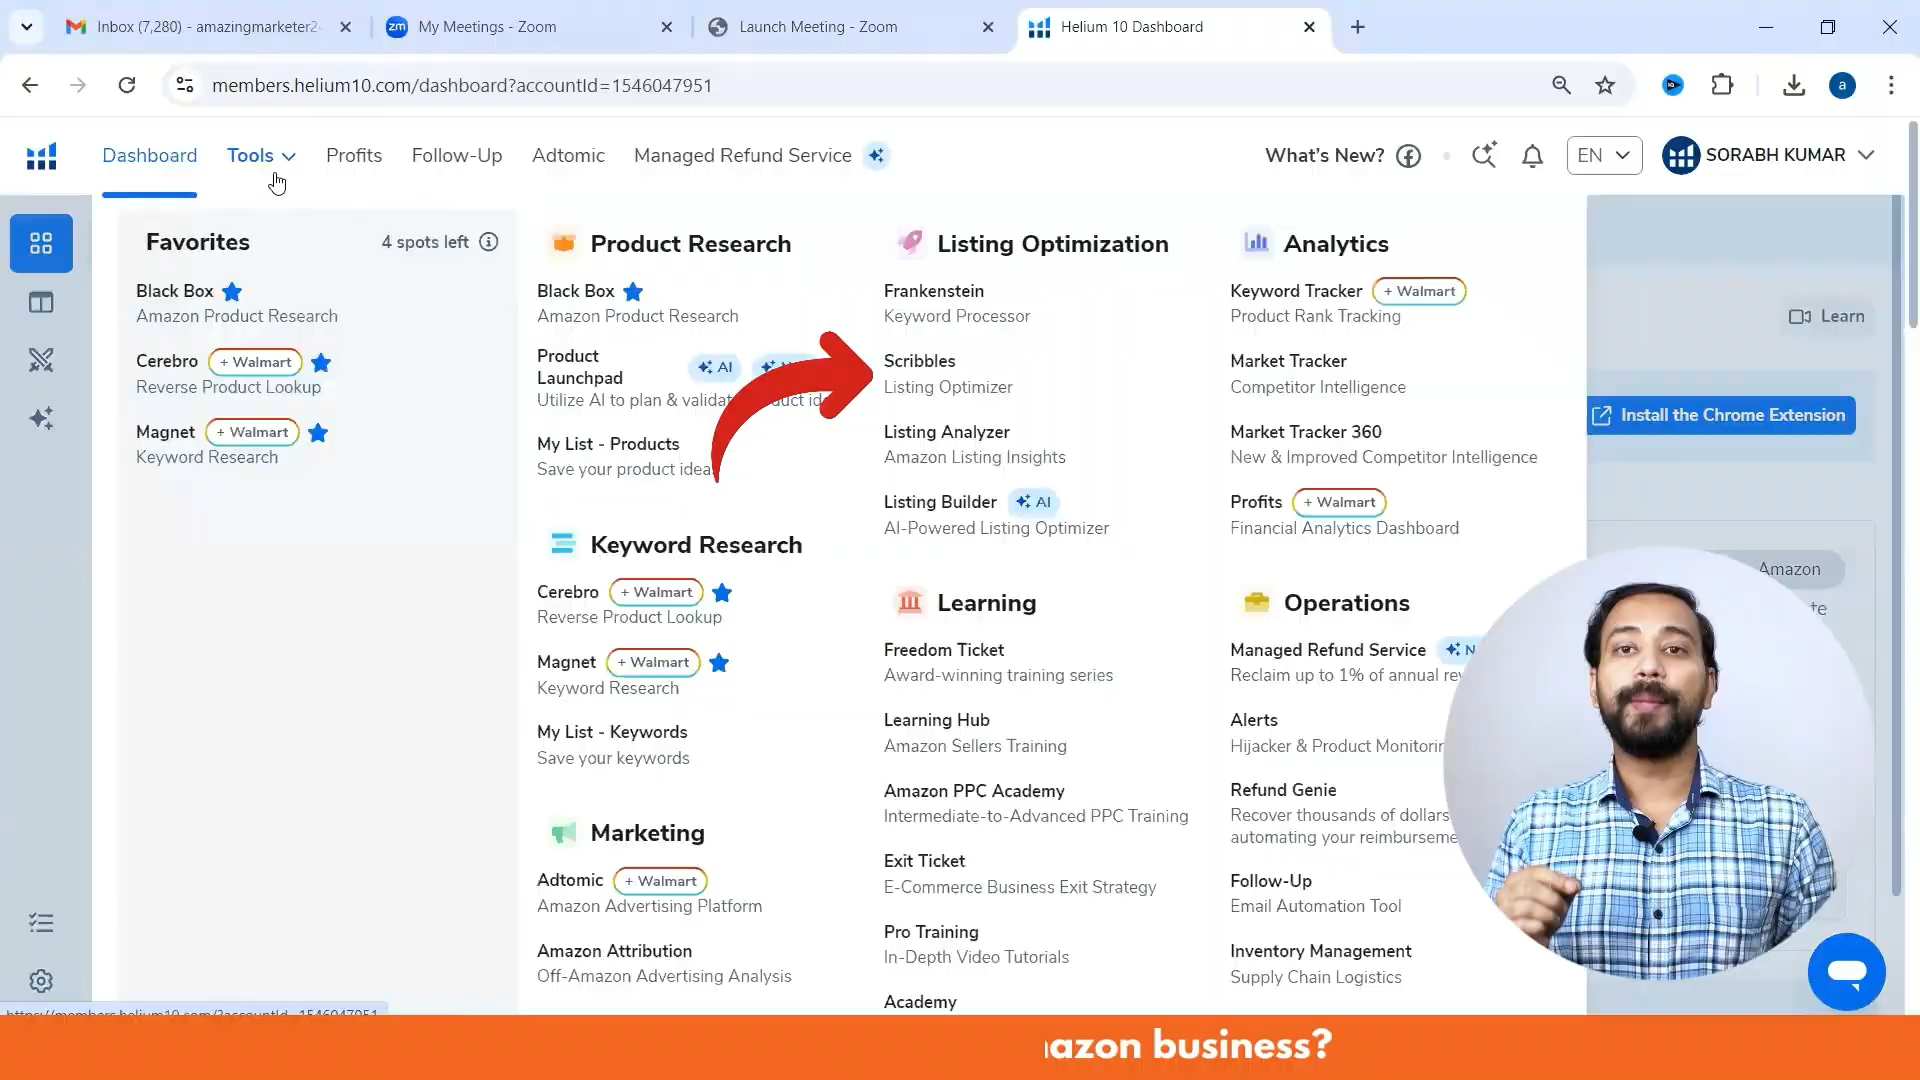 Inbox (7,280) - amazingmarketer2
My Meetings - Zoom
Launch Meeting - Zoom
Helium 10 Dashboard
members.helium10.com/dashboard?accountId=1546047951
a
Dashboard
Tools
Profits
Follow-Up
Adtomic
Managed Refund Service
What's New?
EN
SORABH KUMAR
Favorites
4 spots left
Black Box
Amazon Product Research
Cerebro + Walmart
Reverse Product Lookup
Magnet + Walmart
Keyword Research
Product Research
Black Box
Amazon Product Research
Product
Launchpad
AI
Utilize AI to plan &
My List - Products
Save your product
Keyword Research
Cerebro + Walmart
Reverse Product Lookup
Magnet + Walmart
Keyword Research
My List - Keywords
Save your keywords
Marketing
Adtomic + Walmart
Amazon Advertising Platform
Amazon Attribution
Off-Amazon Advertising Analysis
Listing Optimization
Frankenstein
Keyword Processor
Scribbles
Listing Optimizer
Listing Analyzer
Amazon Listing Insights
Listing Builder AI
AI-Powered Listing Optimizer
Learning
Freedom Ticket
Award-winning training series
Learning Hub
Amazon Sellers Training
Amazon PPC Academy
Intermediate-to-Advanced PPC Training
Exit Ticket
E-Commerce Business Exit Strategy
Pro Training
In-Depth Video Tutorials
Academy
Analytics
Keyword Tracker + Walmart
Product Rank Tracking
Market Tracker
Competitor Intelligence
Market Tracker 360
New & Improved Competitor Intelligence
Profits + Walmart
Financial Analytics Dashboard
Operations
Managed Refund Service
Reclaim up to 1% of annual
Alerts
Hijacker & Product
Refund Genie
Recover thousands of dollars
automating your
Follow-Up
Email Automation Tool
Inventory Management
Supply Chain Logistics
Learn
Install the Chrome Extension
Amazon
azon business?